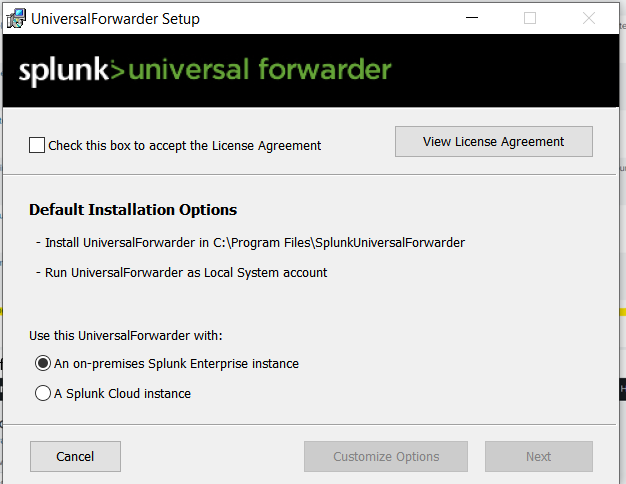 UniversalForwarder Setup
splunk>universal forwarder
Check this box to accept the License Agreement
View License Agreement
Default Installation Options
- Install UniversalForwarder in C:\Program Files\SplunkUniversalForwarder
- Run UniversalForwarder as Local System account
Use this UniversalForwarder with:
An on-premises Splunk Enterprise instance
A Splunk Cloud instance
Cancel
Customize Options
Next